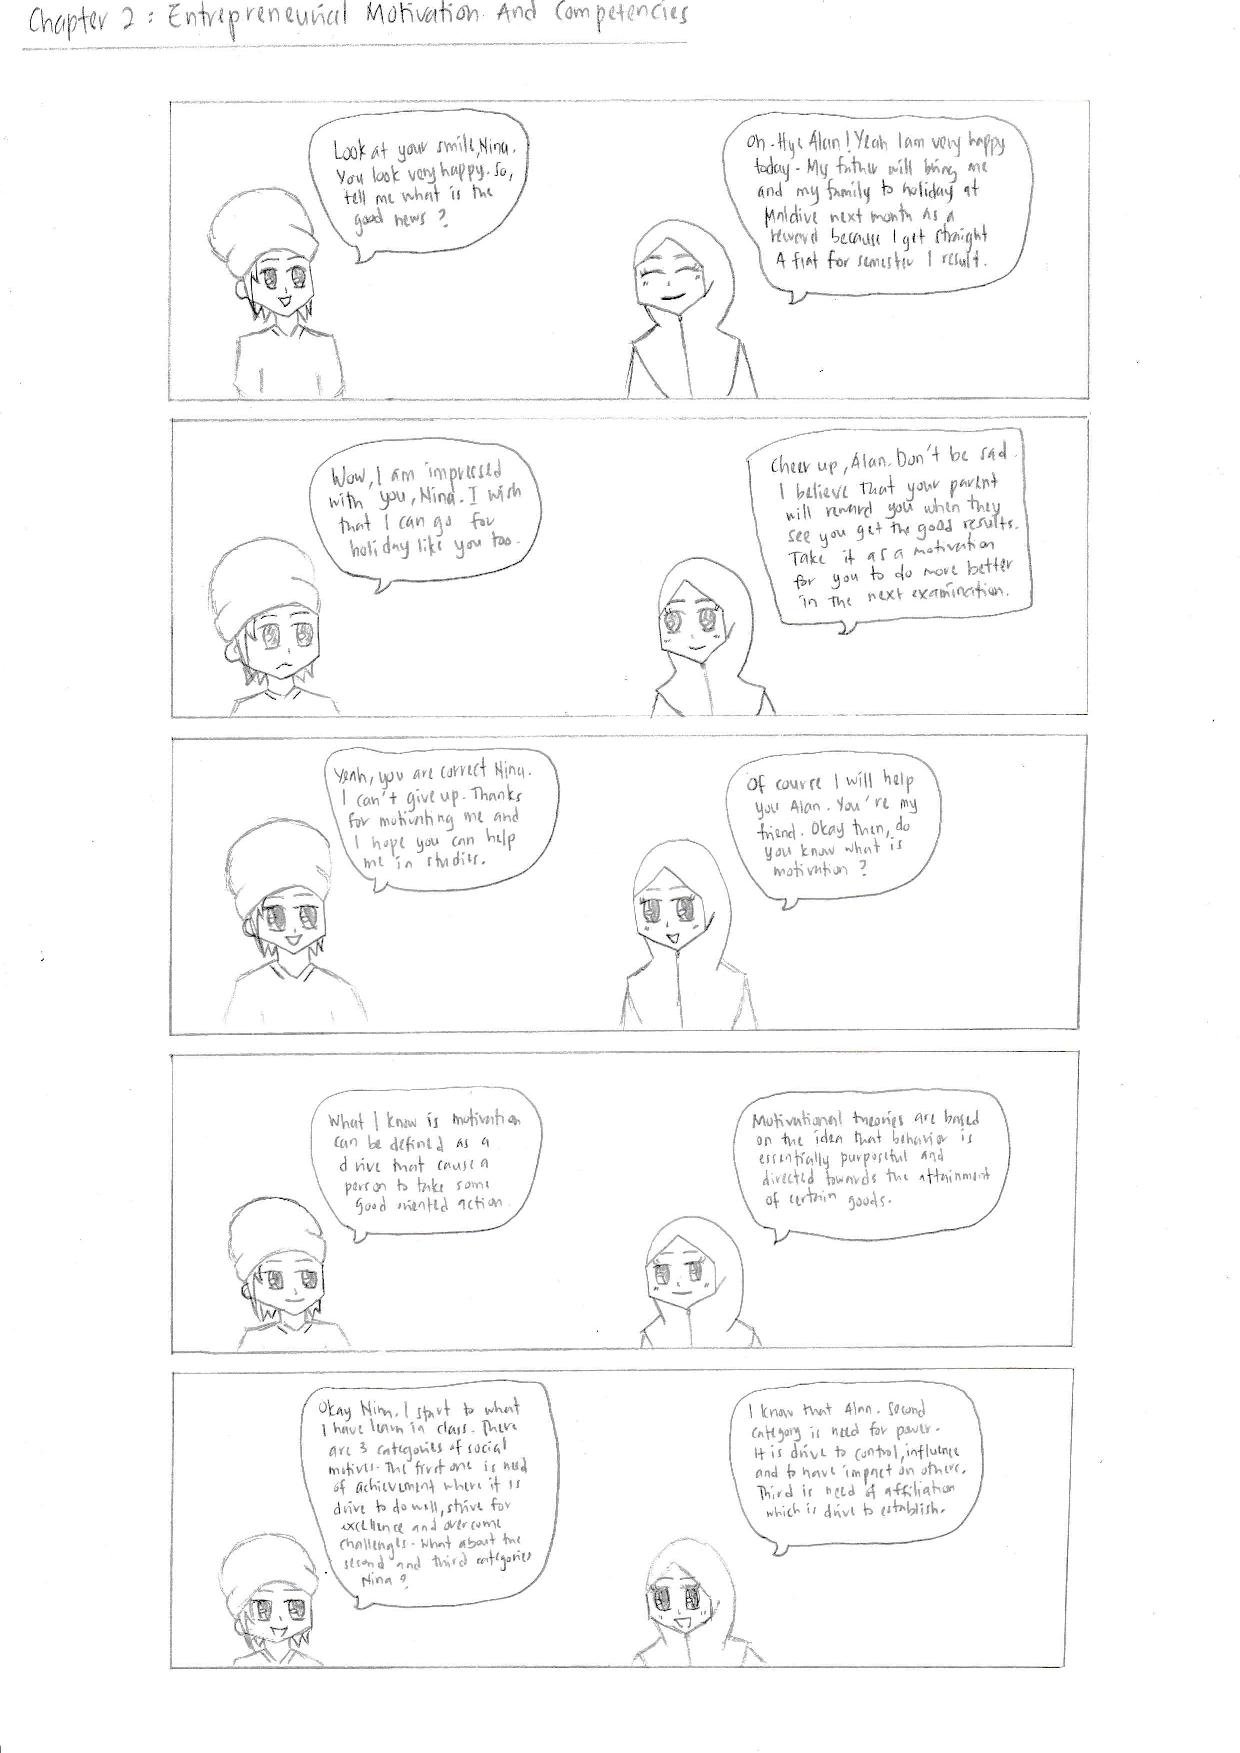 Chapter 2 : Entrepreneurial Motivation And Competencies
Look at your smile, Nina.
You look very happy. So,
tell me what is the
good news ?
Oh. Hye Alan! Yeah I am very happy
today. My father will bring me
and my family to holiday at
Maldive next month as a
reward because I get straight
A flat for semester 1 result.
Wow, I am impressed
with you, Nina. I wish
that I can go for
holiday like you too.
Cheer up, Alan. Don't be sad.
I believe that your parent
will reward you when they
see you get the good results.
Take it as a motivation
for you to do more better
in the next examination.
Yeah, you are correct Nina.
I can't give up. Thanks
for motivating me and
I hope you can help
me in studies.
Of course I will help
you Alan. You're my
friend. Okay then, do
you know what is
motivation ?
What I know is motivation
can be defined as a
drive that cause a
person to take some
good oriented action.
Motivational theories are based
on the idea that behavior is
essentially purposeful and
directed towards the attainment
of certain goods.
Okay Nina. I start to what
I have learn in class. There
are 3 categories of social
motives. The first one is need
of achievement where it is
drive to do well, strive for
excellence and overcome
challenges. What about the
second and third categories
Nina ?
I know that Alan. Second
category is need for power.
It is drive to control, influence
and to have impact on others.
Third is need of affiliation
which is drive to establish.